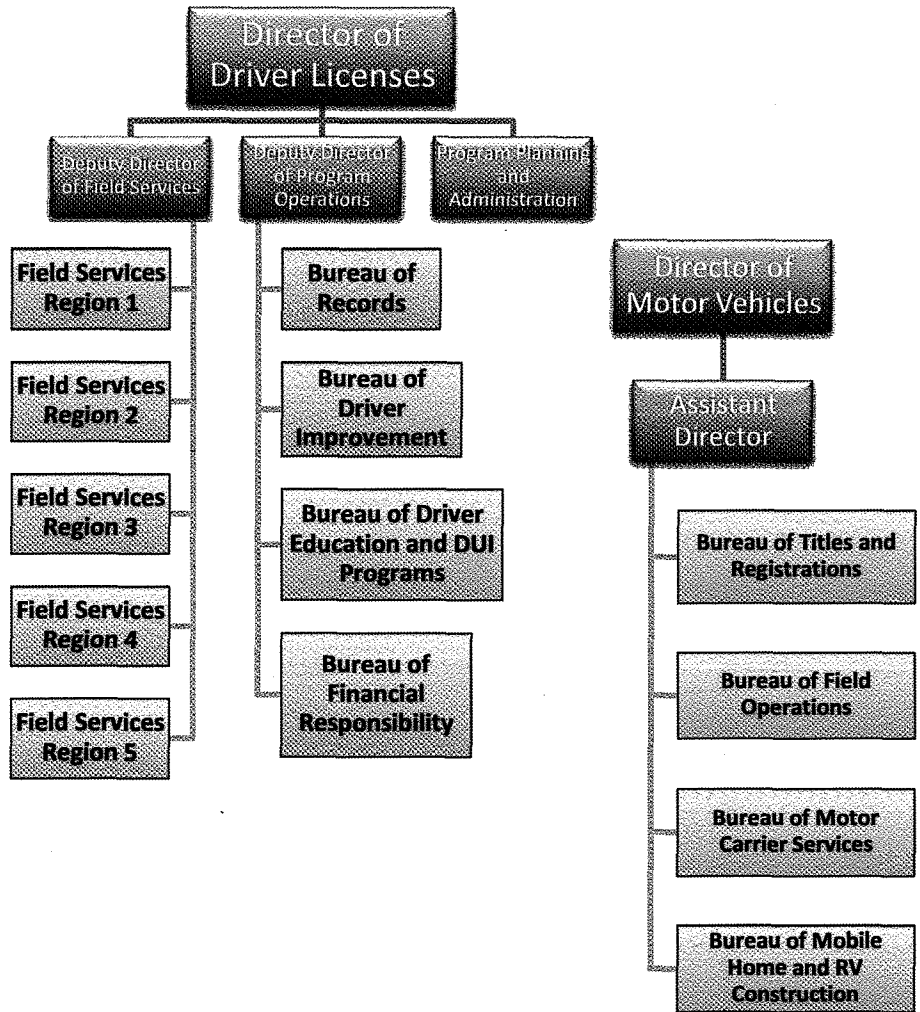 Director of
Driver Licenses
Deputy Director
of Field Services
Deputy Director
of Program
Operations
Program Planning
and
Administration
Field Services
Region 1
Field Services
Region 2
Field Services
Region 3
Field Services
Region 4
Field Services
Region 5
Bureau of
Records
Bureau of
Driver
Improvement
Bureau of Driver
Education and DUI
Programs
Bureau of
Financial
Responsibility
Director of
Motor Vehicles
Assistant
Director
Bureau of Titles and
Registrations
Bureau of Field
Operations
Bureau of Motor
Carrier Services
Bureau of Mobile
Home and RV
Construction